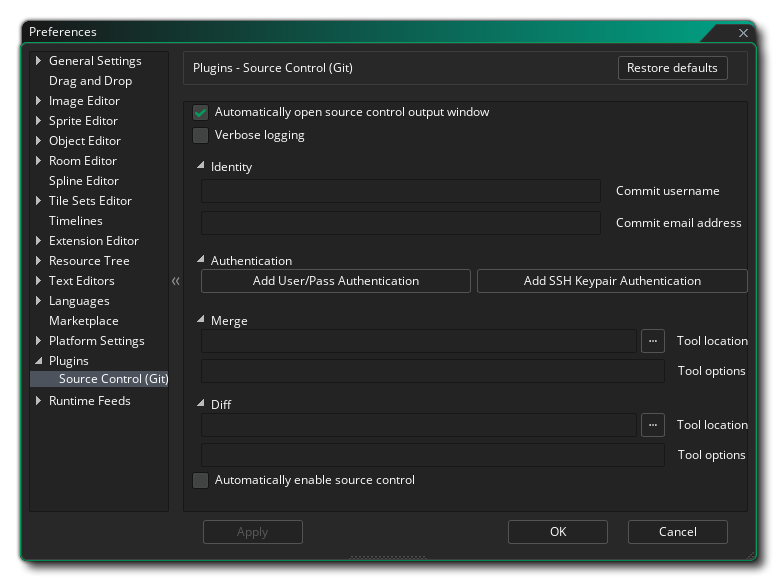 Preferences
General Settings
Drag and Drop
Image Editor
Sprite Editor
Object Editor
Room Editor
Spline Editor
Tile Sets Editor
Timelines
Extension Editor
Resource Tree
Text Editors
Languages
Marketplace
Platform Settings
Plugins
Source Control (Git)
Runtime Feeds
Plugins - Source Control (Git)
Restore defaults
Automatically open source control output window
Verbose logging
Identity
Commit username
Commit email address
Authentication
Add User/Pass Authentication
Add SSH Keypair Authentication
Merge
... Tool location
Tool options
Diff
... Tool location
Tool options
Automatically enable source control
Apply
OK
Cancel